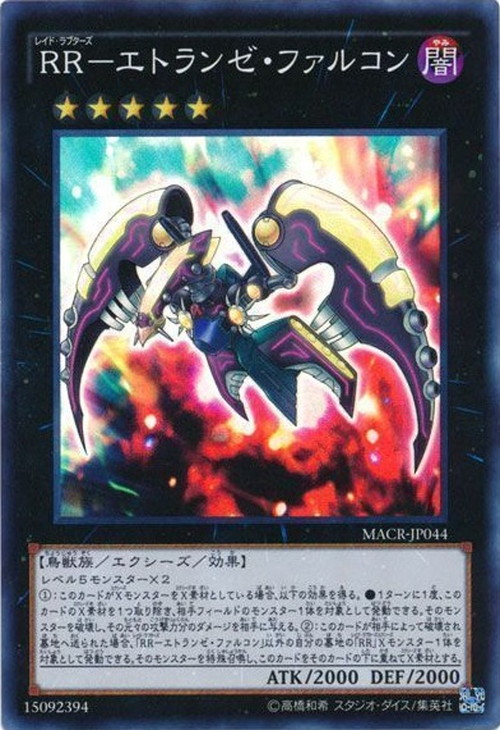 レイド・ラプターズ
RR－エトランゼ・ファルコン
やみ
闇
MACR-JP044
【鳥獣族／エクシーズ／効果】
レベル５モンスター×２
①：このカードがXモンスターをX素材としている場合、以下の効果を得る。●１ターンに１度、この
カードのX素材を１つ取り除き、相手フィールドのモンスター１体を対象として発動できる。そのモン
スターを破壊し、その元々の攻撃力分のダメージを相手に与える。②：このカードが相手によって破壊され
墓地へ送られた場合、「RR－エトランゼ・ファルコン」以外の自分の墓地の「RR」Xモンスター１体を
対象として発動できる。そのモンスターを特殊召喚し、このカードをそのカードの下に重ねてX素材とする。
ATK/2000 DEF/2000
15092394
©高橋和希 スタジオ・ダイス/集英社